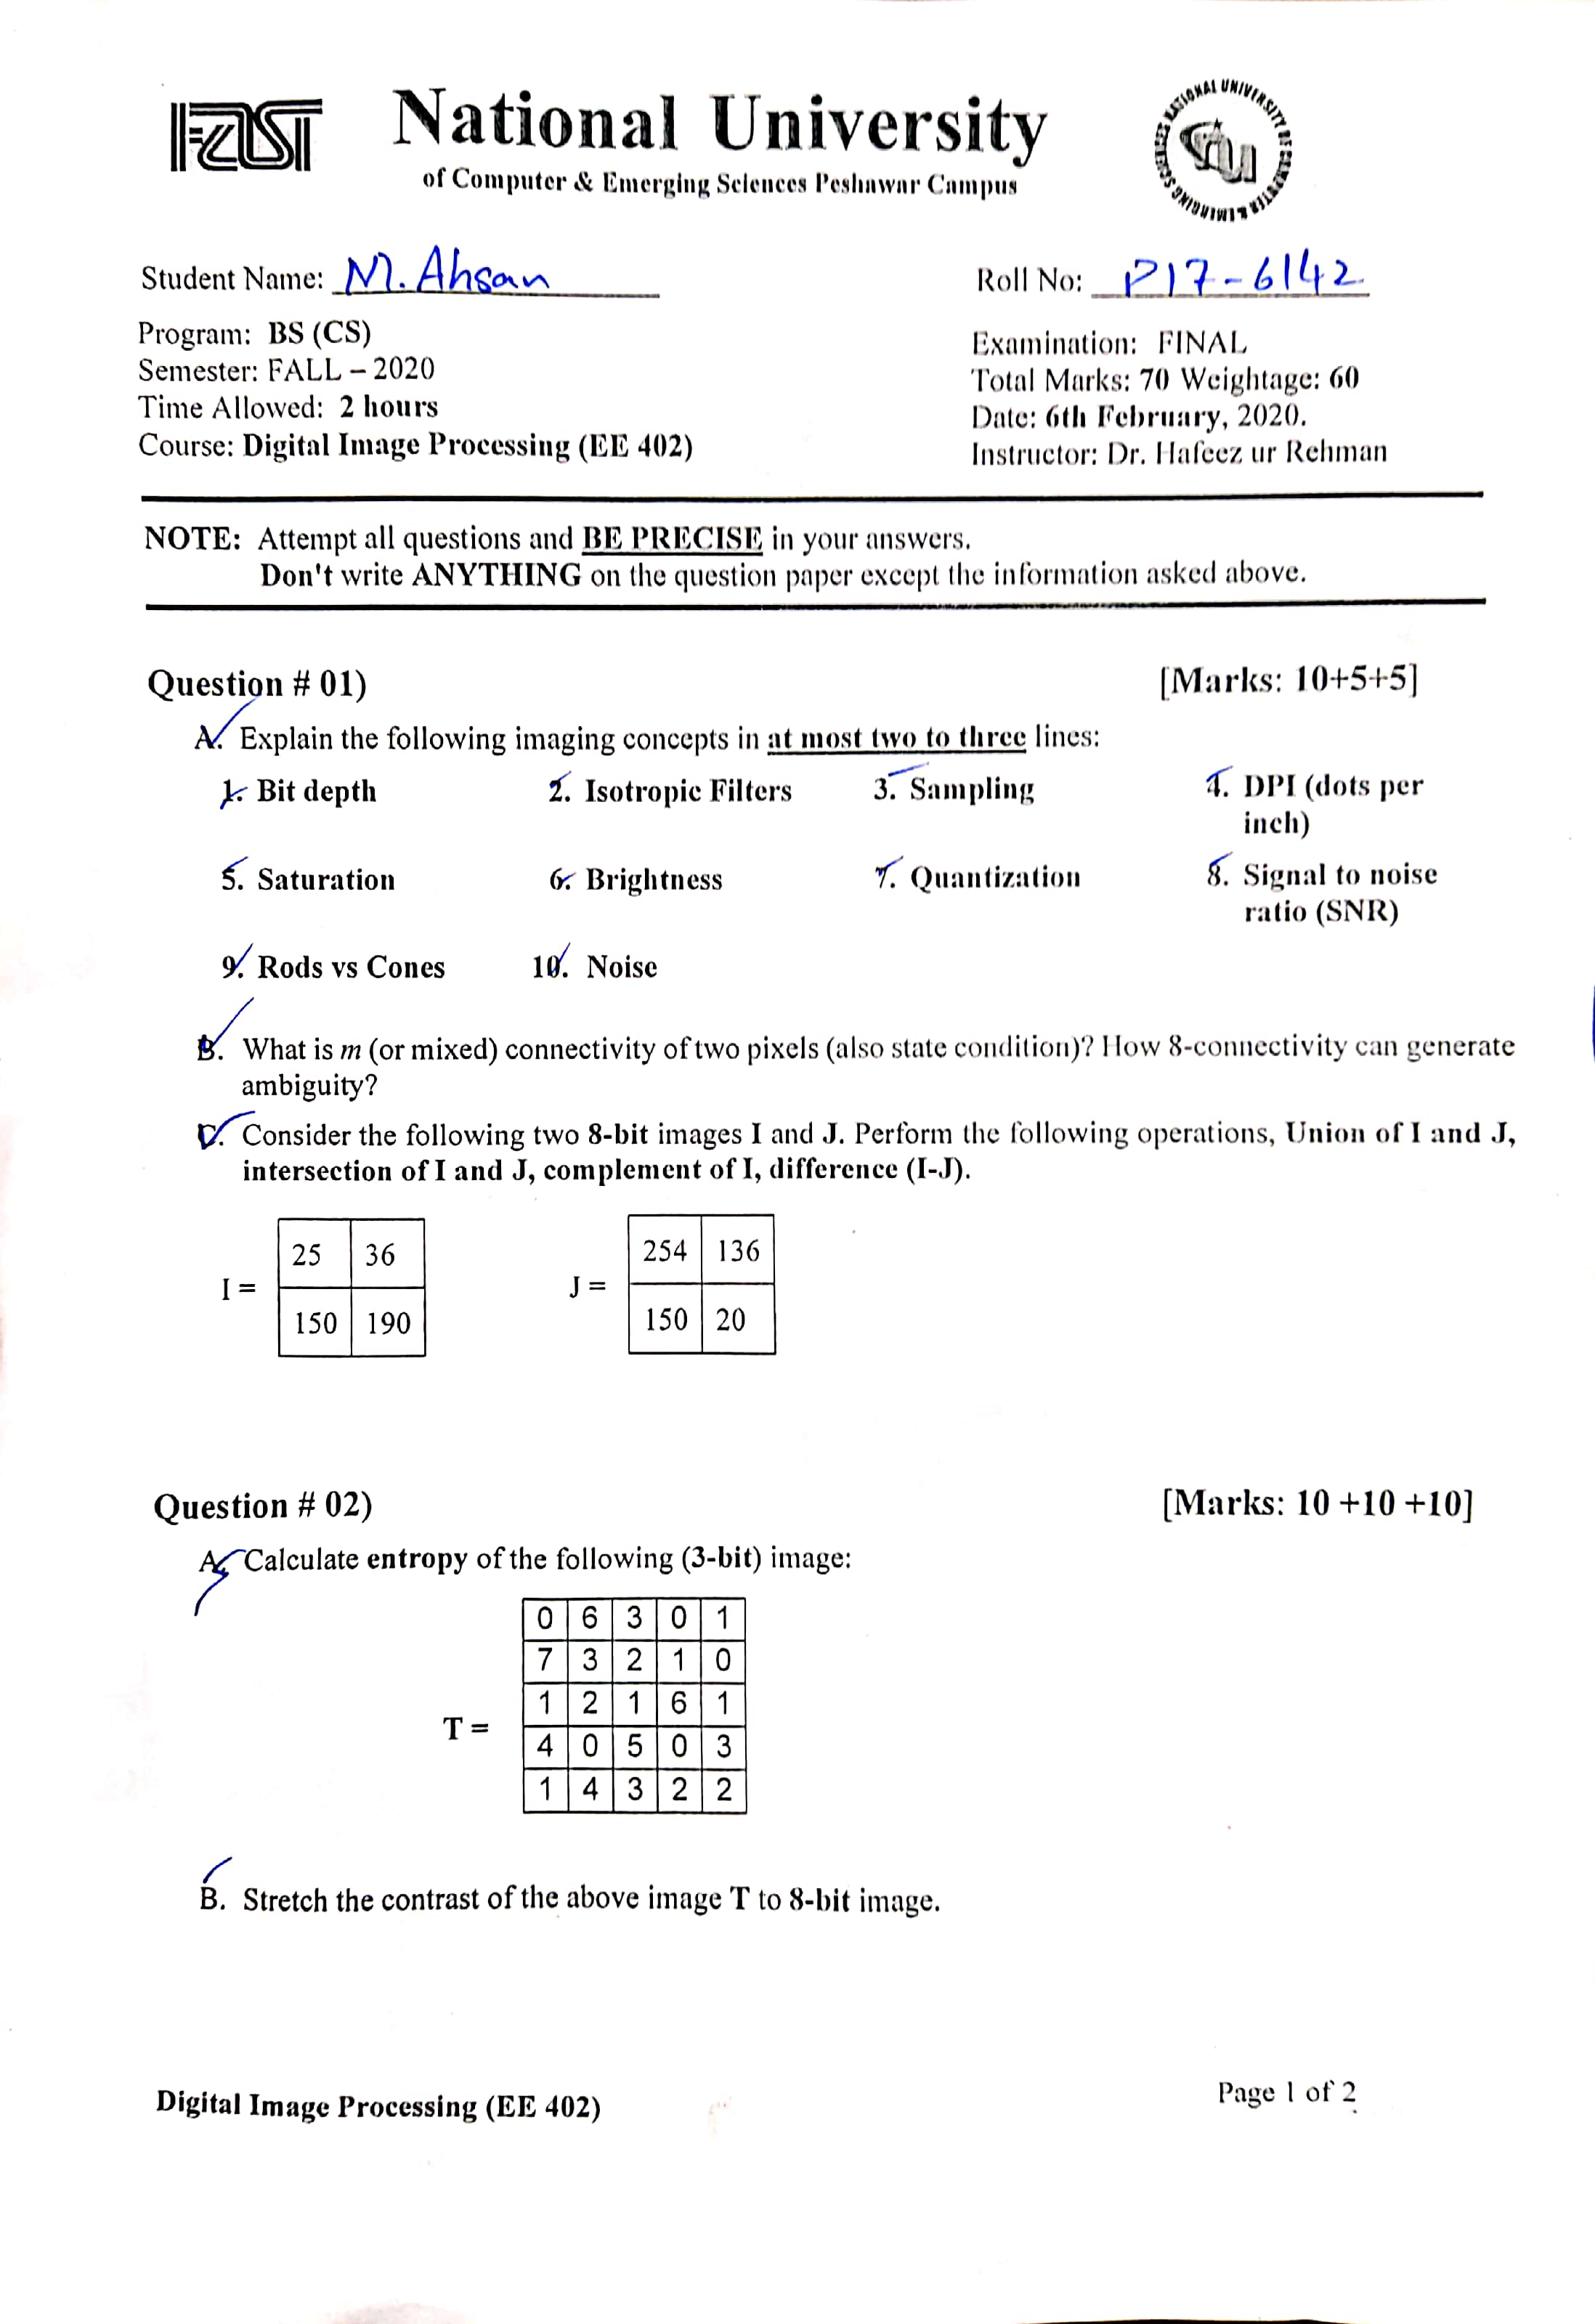 FAST
National University
of Computer & Emerging Sciences Peshawar Campus
NATIONAL UNIVERSITY OF COMPUTER & EMERGING SCIENCES
Student Name: M. Ahsan
Roll No: P17-6142
Program: BS (CS)
Semester: FALL – 2020
Time Allowed: 2 hours
Course: Digital Image Processing (EE 402)
Examination: FINAL
Total Marks: 70 Weightage: 60
Date: 6th February, 2020.
Instructor: Dr. Hafeez ur Rehman
NOTE: Attempt all questions and BE PRECISE in your answers.
Don't write ANYTHING on the question paper except the information asked above.
Question # 01) [Marks: 10+5+5]
A. Explain the following imaging concepts in at most two to three lines:
1. Bit depth 2. Isotropic Filters 3. Sampling 4. DPI (dots per
inch)
5. Saturation 6. Brightness 7. Quantization 8. Signal to noise
ratio (SNR)
9. Rods vs Cones 10. Noise
B. What is m (or mixed) connectivity of two pixels (also state condition)? How 8-connectivity can generate
ambiguity?
C. Consider the following two 8-bit images I and J. Perform the following operations, Union of I and J,
intersection of I and J, complement of I, difference (I-J).
I =
25 36
150 190
J =
254 136
150 20
Question # 02) [Marks: 10 +10 +10]
A. Calculate entropy of the following (3-bit) image:
T =
0 6 3 0 1
7 3 2 1 0
1 2 1 6 1
4 0 5 0 3
1 4 3 2 2
B. Stretch the contrast of the above image T to 8-bit image.
Digital Image Processing (EE 402)
Page 1 of 2